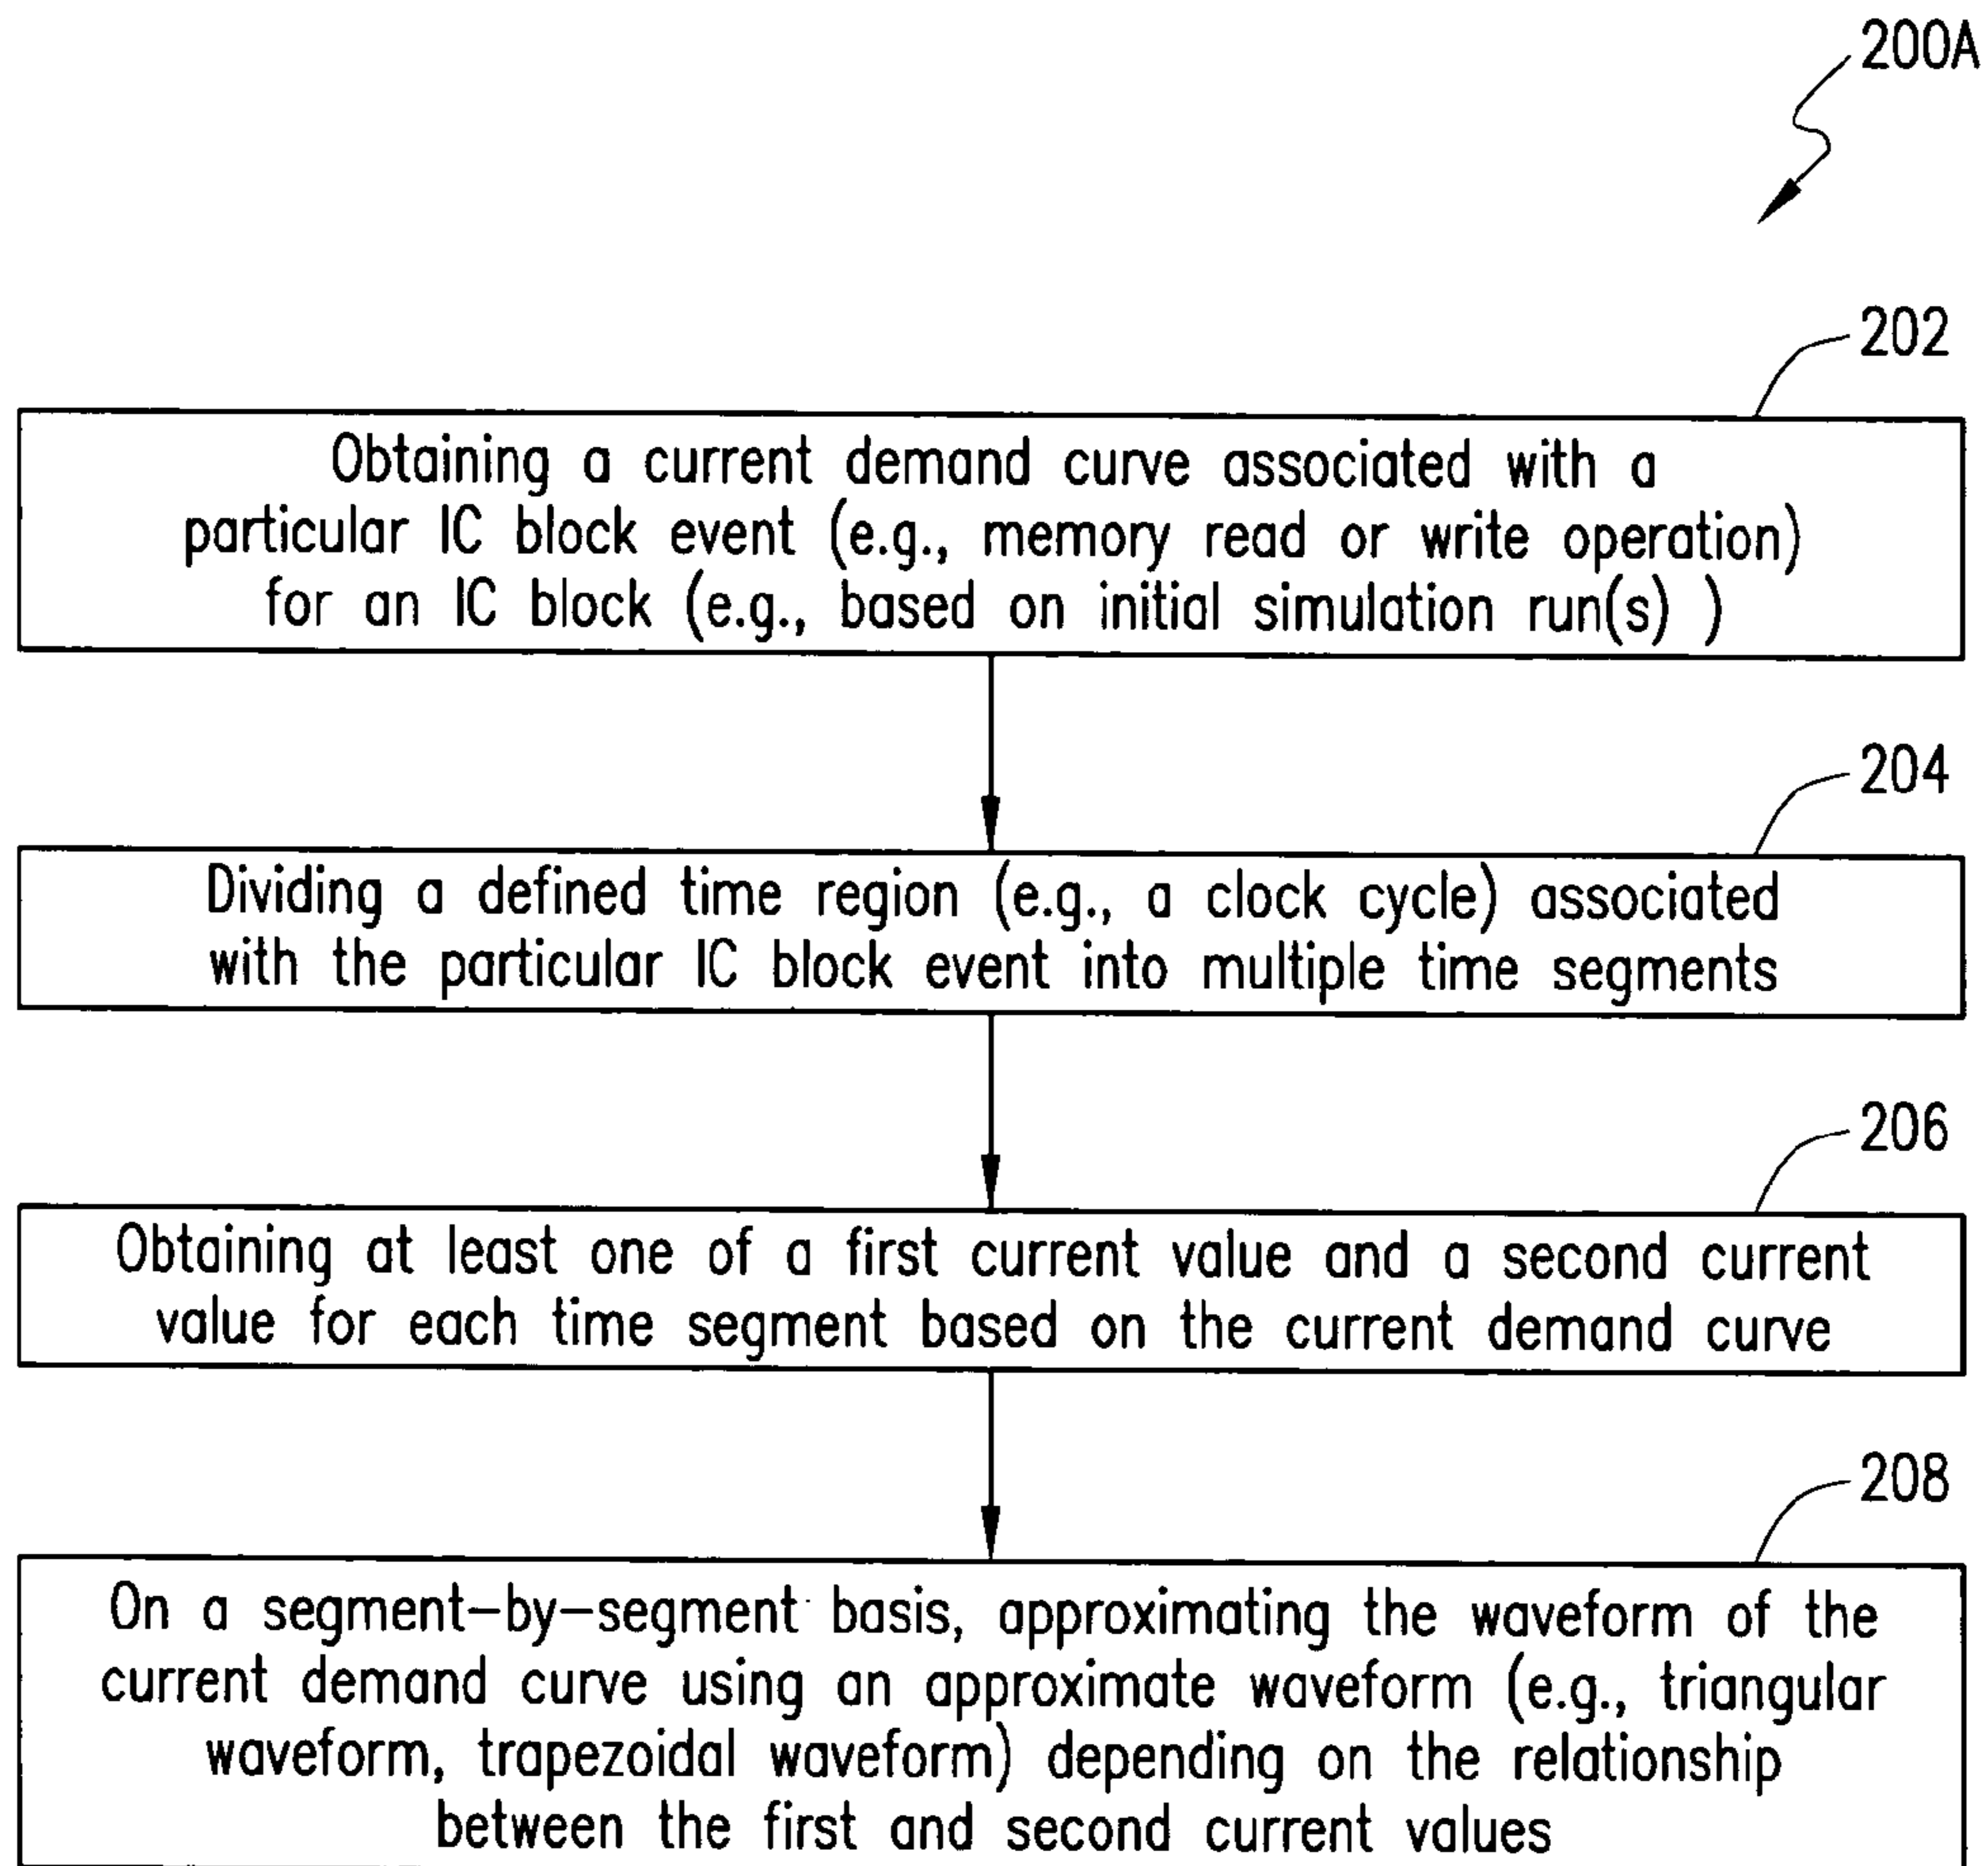 200A
202
Obtaining a current demand curve associated with a
particular IC block event (e.g., memory read or write operation)
for an IC block (e.g., based on initial simulation run(s) )
204
Dividing a defined time region (e.g., a clock cycle) associated
with the particular IC block event into multiple time segments
206
Obtaining at least one of a first current value and a second current
value for each time segment based on the current demand curve
208
On a segment-by-segment basis, approximating the waveform of the
current demand curve using an approximate waveform (e.g., triangular
waveform, trapezoidal waveform) depending on the relationship
between the first and second current values